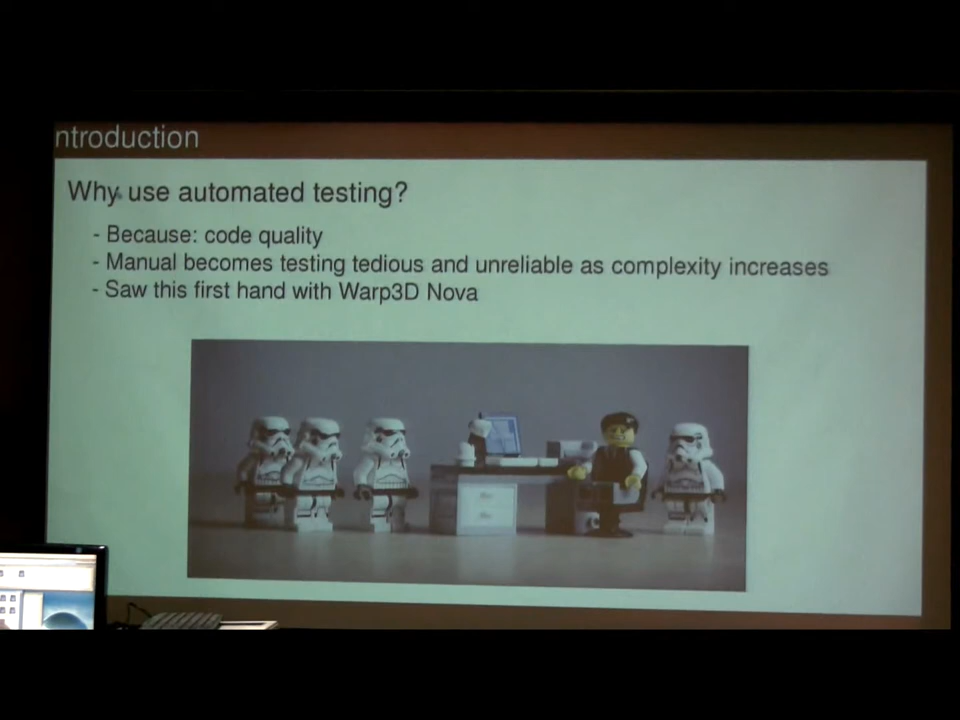 ntroduction
Why use automated testing?
- Because: code quality
- Manual becomes testing tedious and unreliable as complexity increases
- Saw this first hand with Warp3D Nova